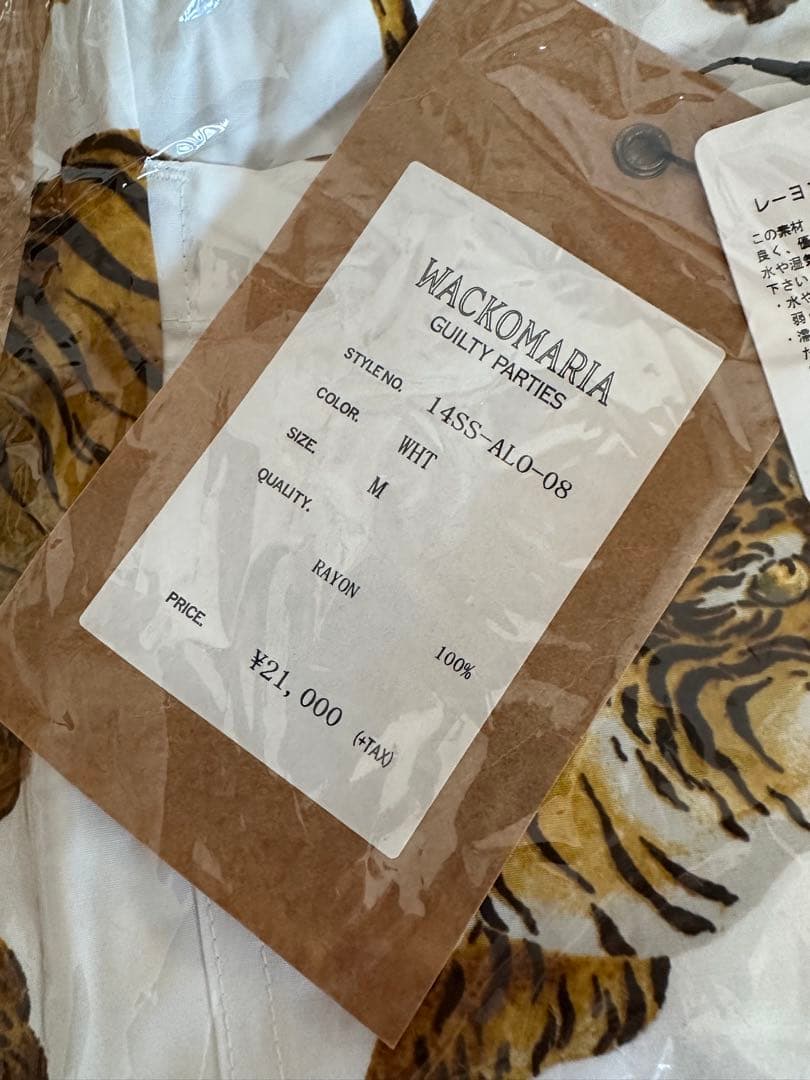 WACKOMARIA
GUILTY PARTIES
STYLE NO. 14SS-ALO-08
COLOR. WHT
SIZE. M
QUALITY.
RAYON 100%
PRICE.
¥21,000 (+TAX)
レーヨ
この素材
良く、優
水や湿気
下さい
・水や
弱
・濡